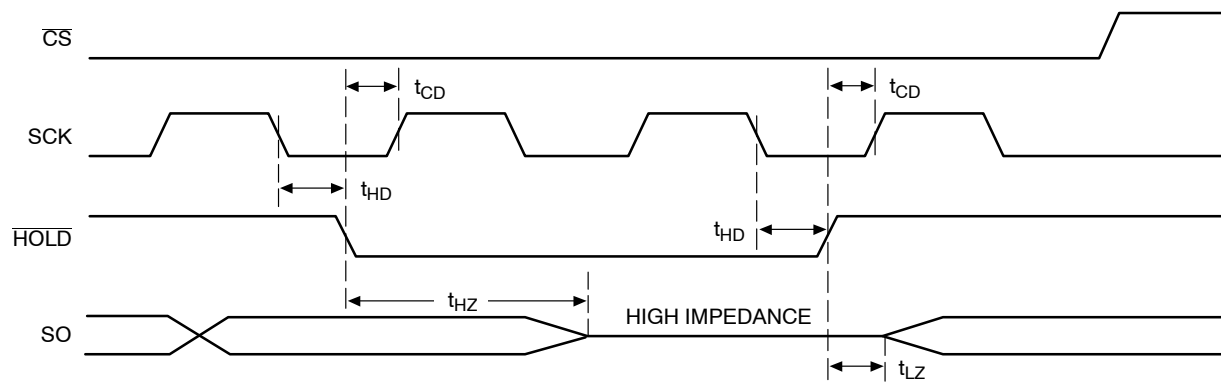 CS
tCD
tCD
SCK
tHD
HOLD
tHD
tHZ
HIGH IMPEDANCE
SO
tLZ